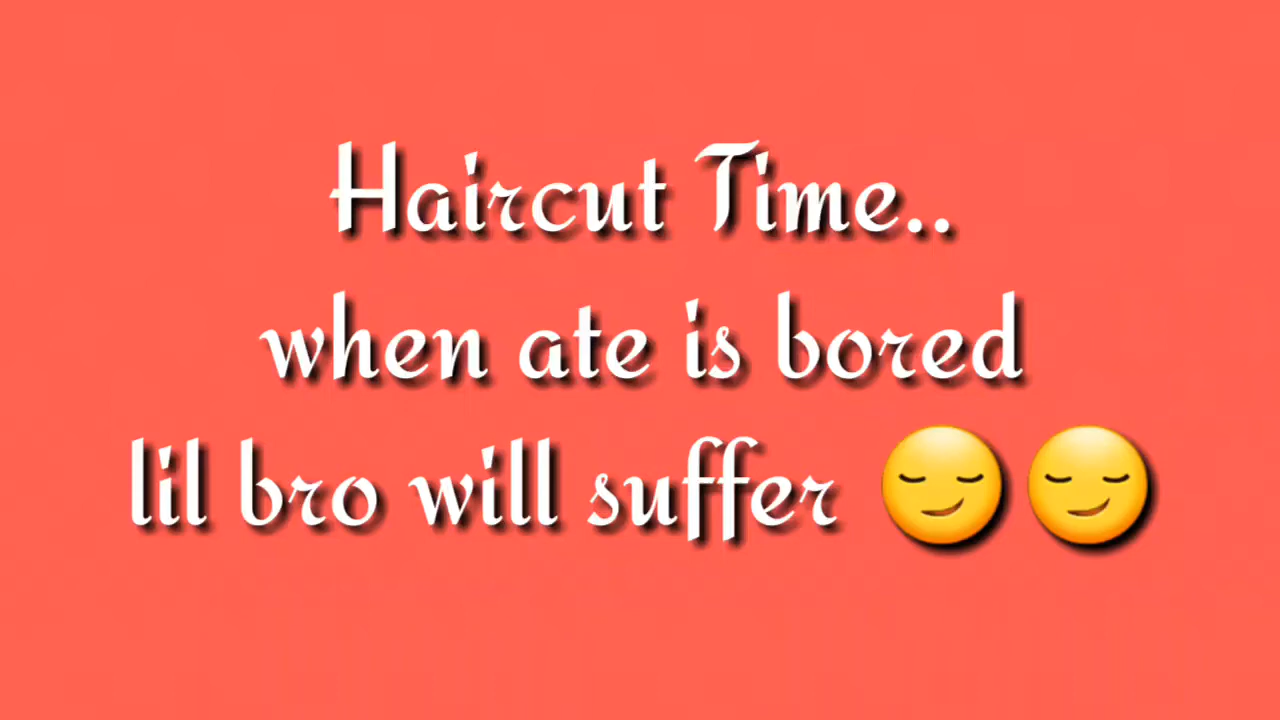 Haircut Time..
when ate is bored
lil bro will suffer 😏😏